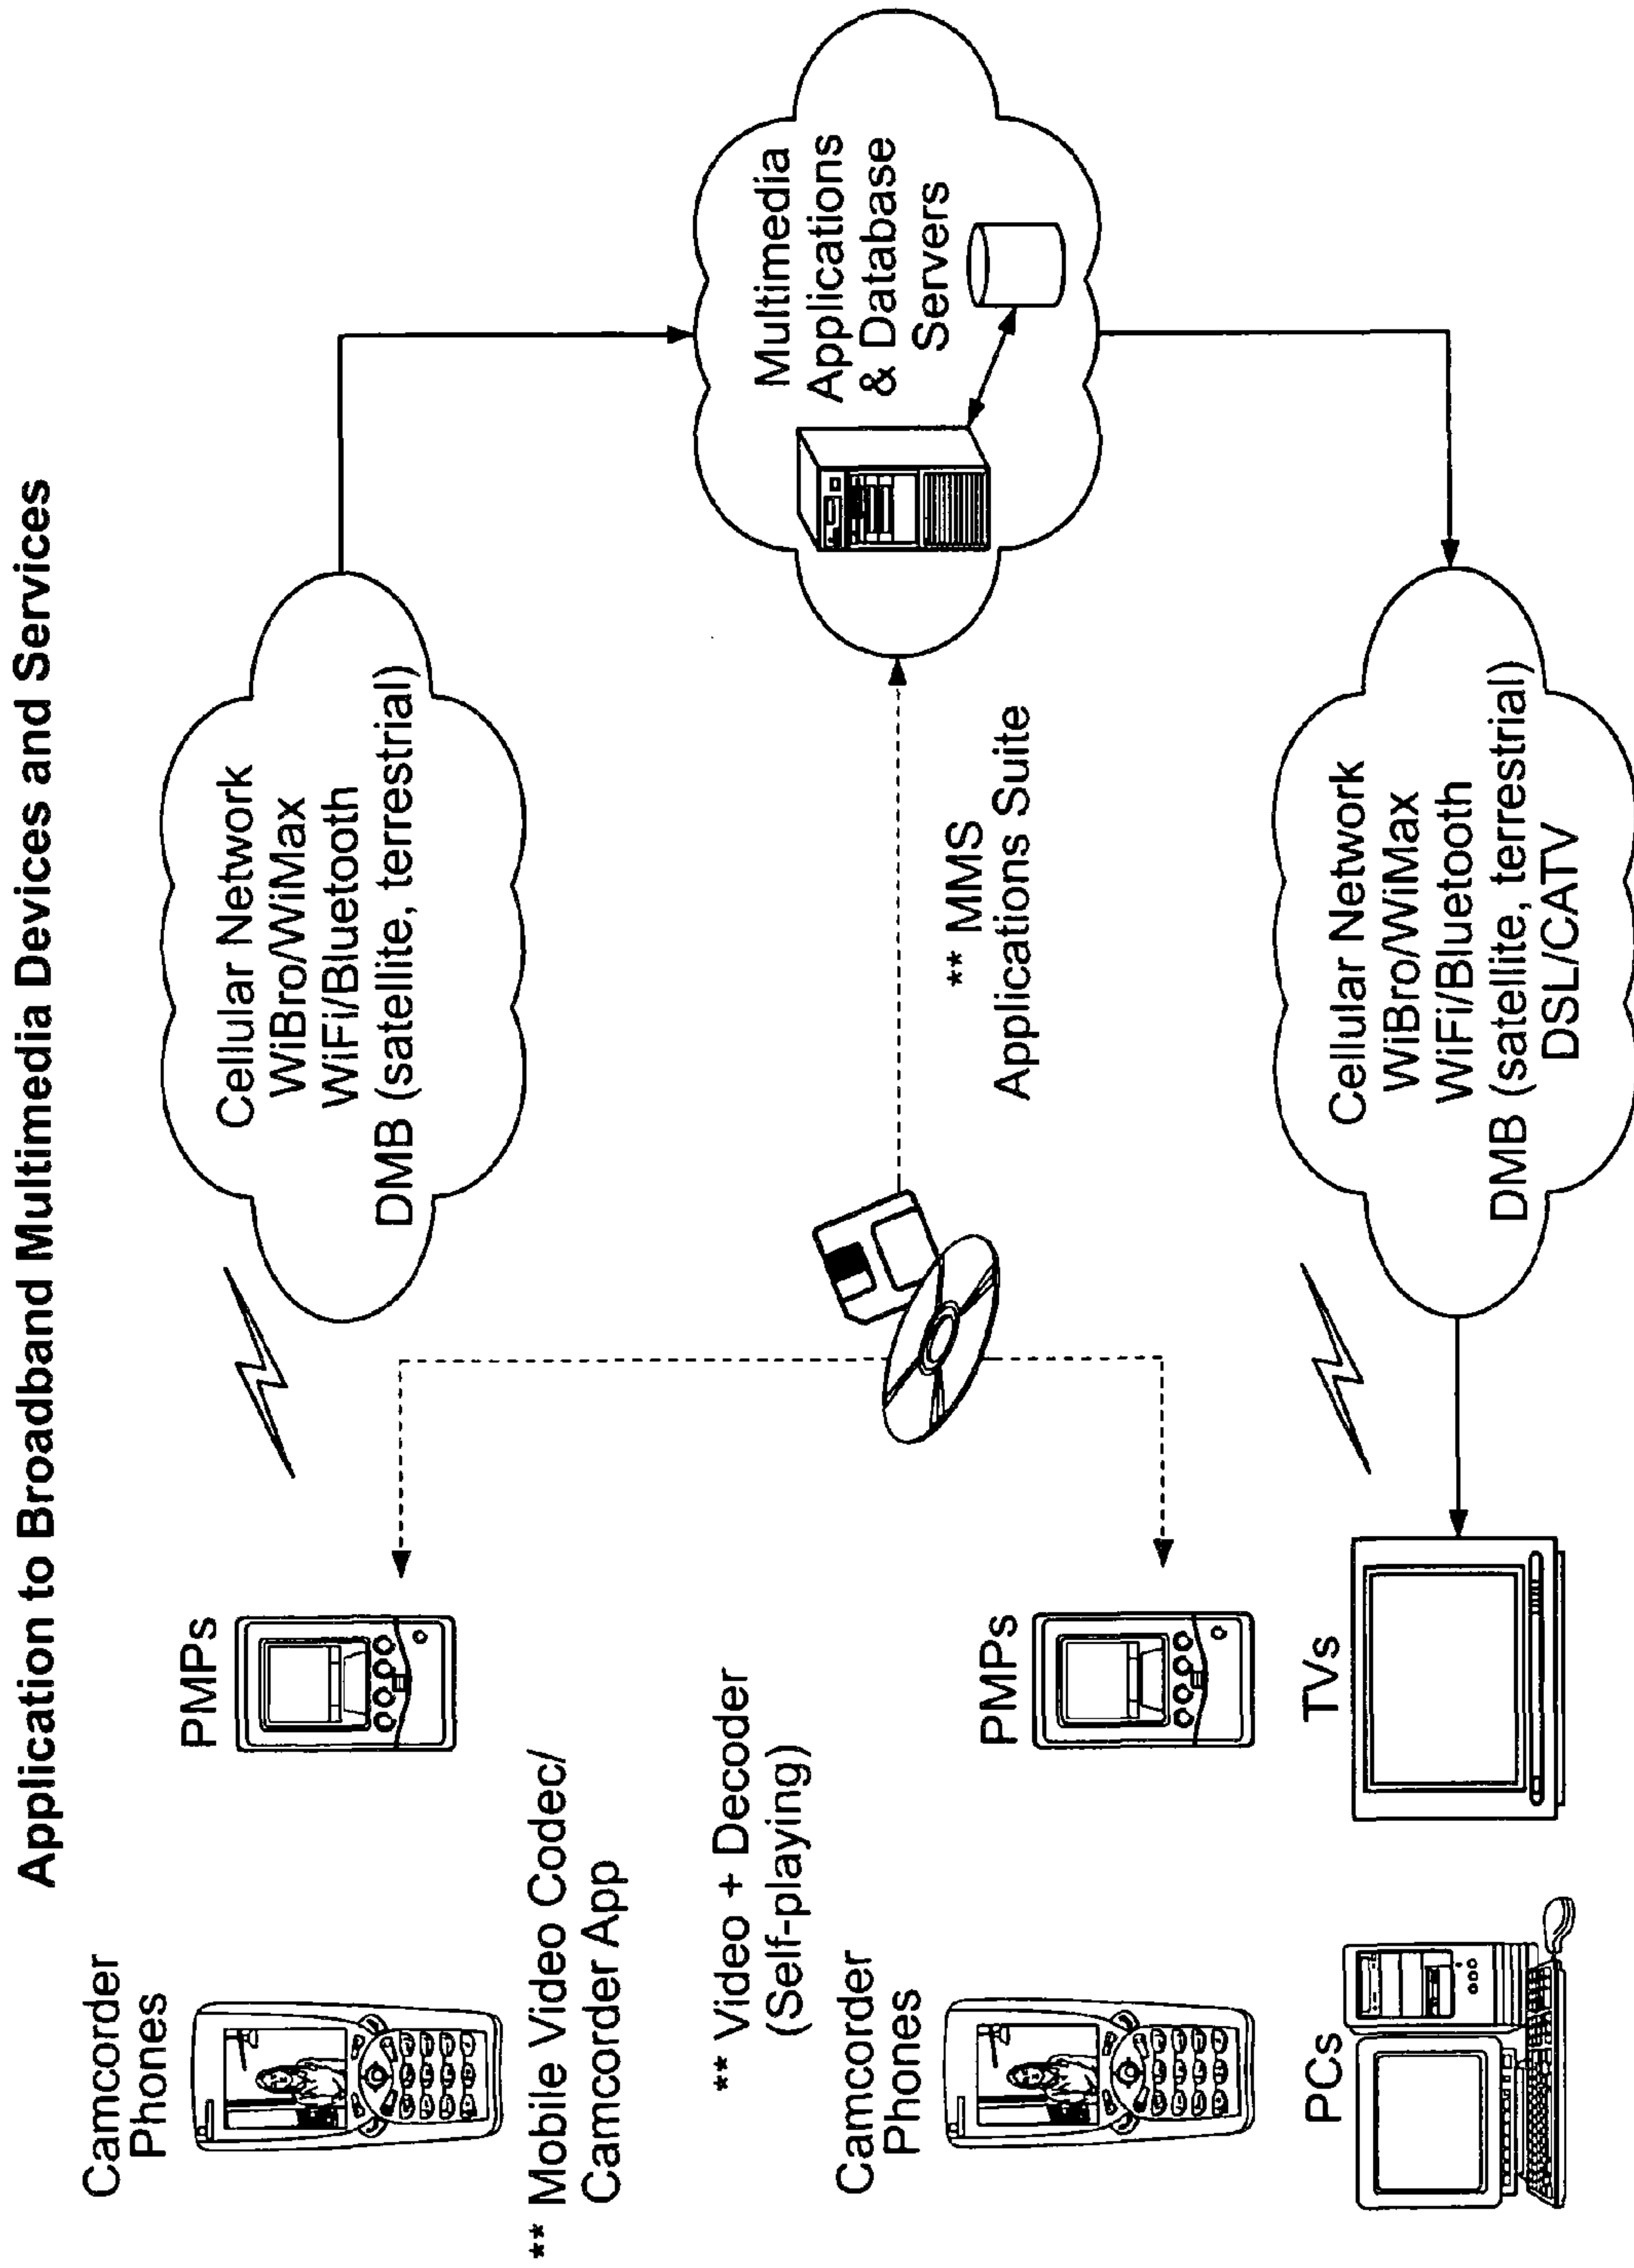 Application to Broadband Multimedia Devices and Services
Camcorder
Phones
PMPs
Cellular Network
WiBro/WiMax
WiFi/Bluetooth
DMB (satellite, terrestrial)
** Mobile Video Codec/
Camcorder App
Multimedia
Applications
& Database
Servers
** MMS
Applications Suite
** Video + Decoder
(Self-playing)
Camcorder
Phones
PMPs
PCs
TVs
Cellular Network
WiBro/WiMax
WiFi/Bluetooth
DMB (satellite, terrestrial)
DSL/CATV